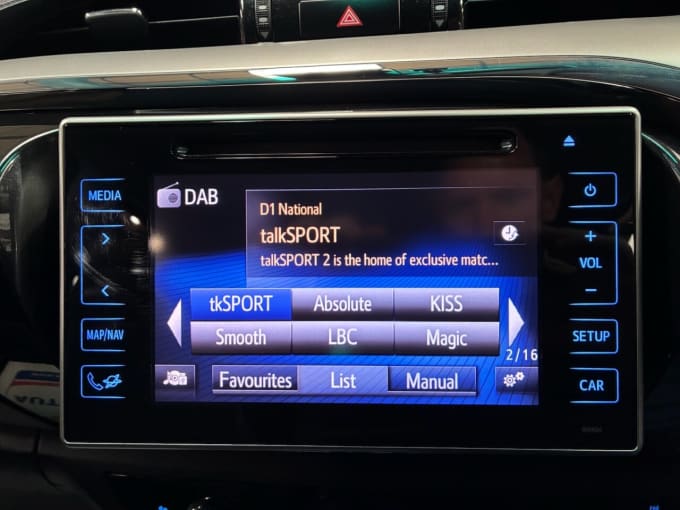 MEDIA
MAP/NAV
DAB
D1 National
talkSPORT
talkSPORT 2 is the home of exclusive matc...
tkSPORT Absolute KISS
Smooth LBC Magic
2/16
Favourites List Manual
+
VOL
−
SETUP
CAR